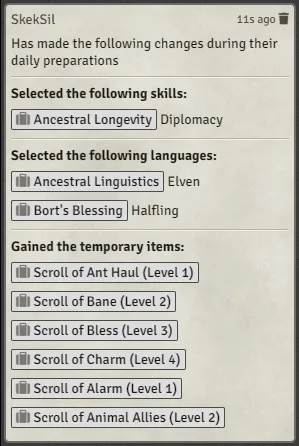 SkekSil 11s ago
Has made the following changes during their
daily preparations
Selected the following skills:
Ancestral Longevity Diplomacy
Selected the following languages:
Ancestral Linguistics Elven
Bort's Blessing Halfling
Gained the temporary items:
Scroll of Ant Haul (Level 1)
Scroll of Bane (Level 2)
Scroll of Bless (Level 3)
Scroll of Charm (Level 4)
Scroll of Alarm (Level 1)
Scroll of Animal Allies (Level 2)